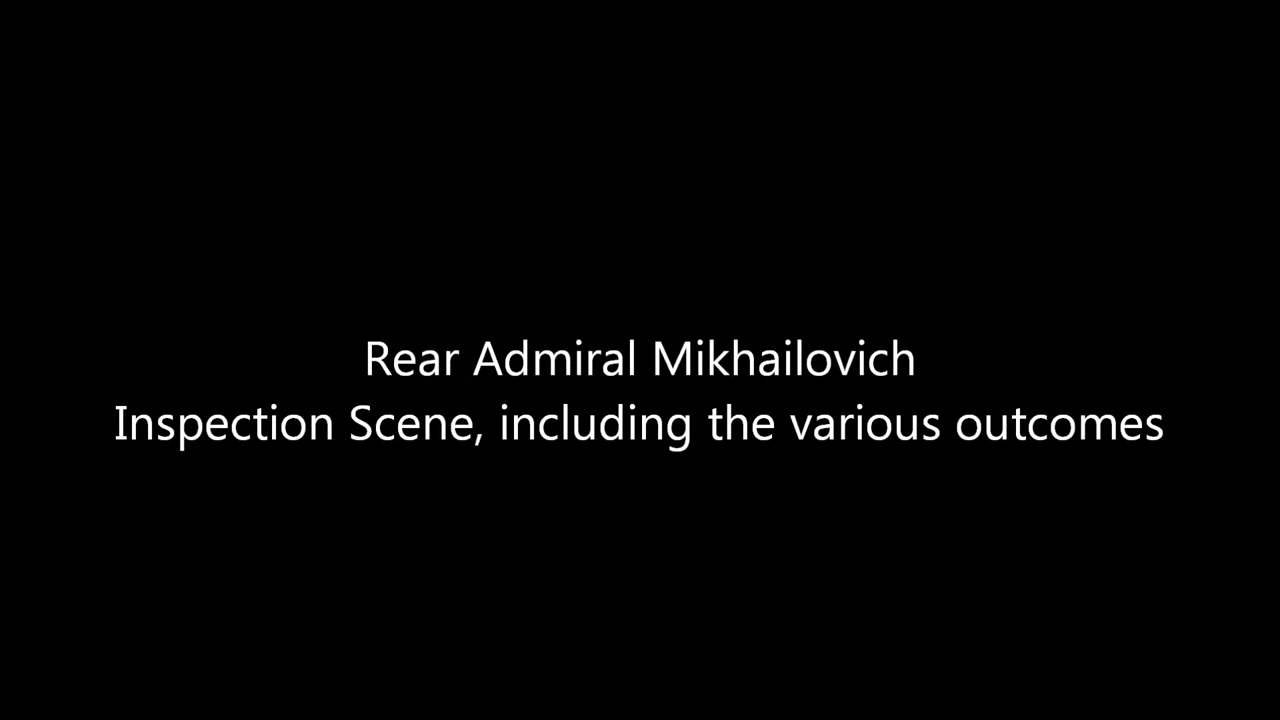 Rear Admiral Mikhailovich
Inspection Scene, including the various outcomes